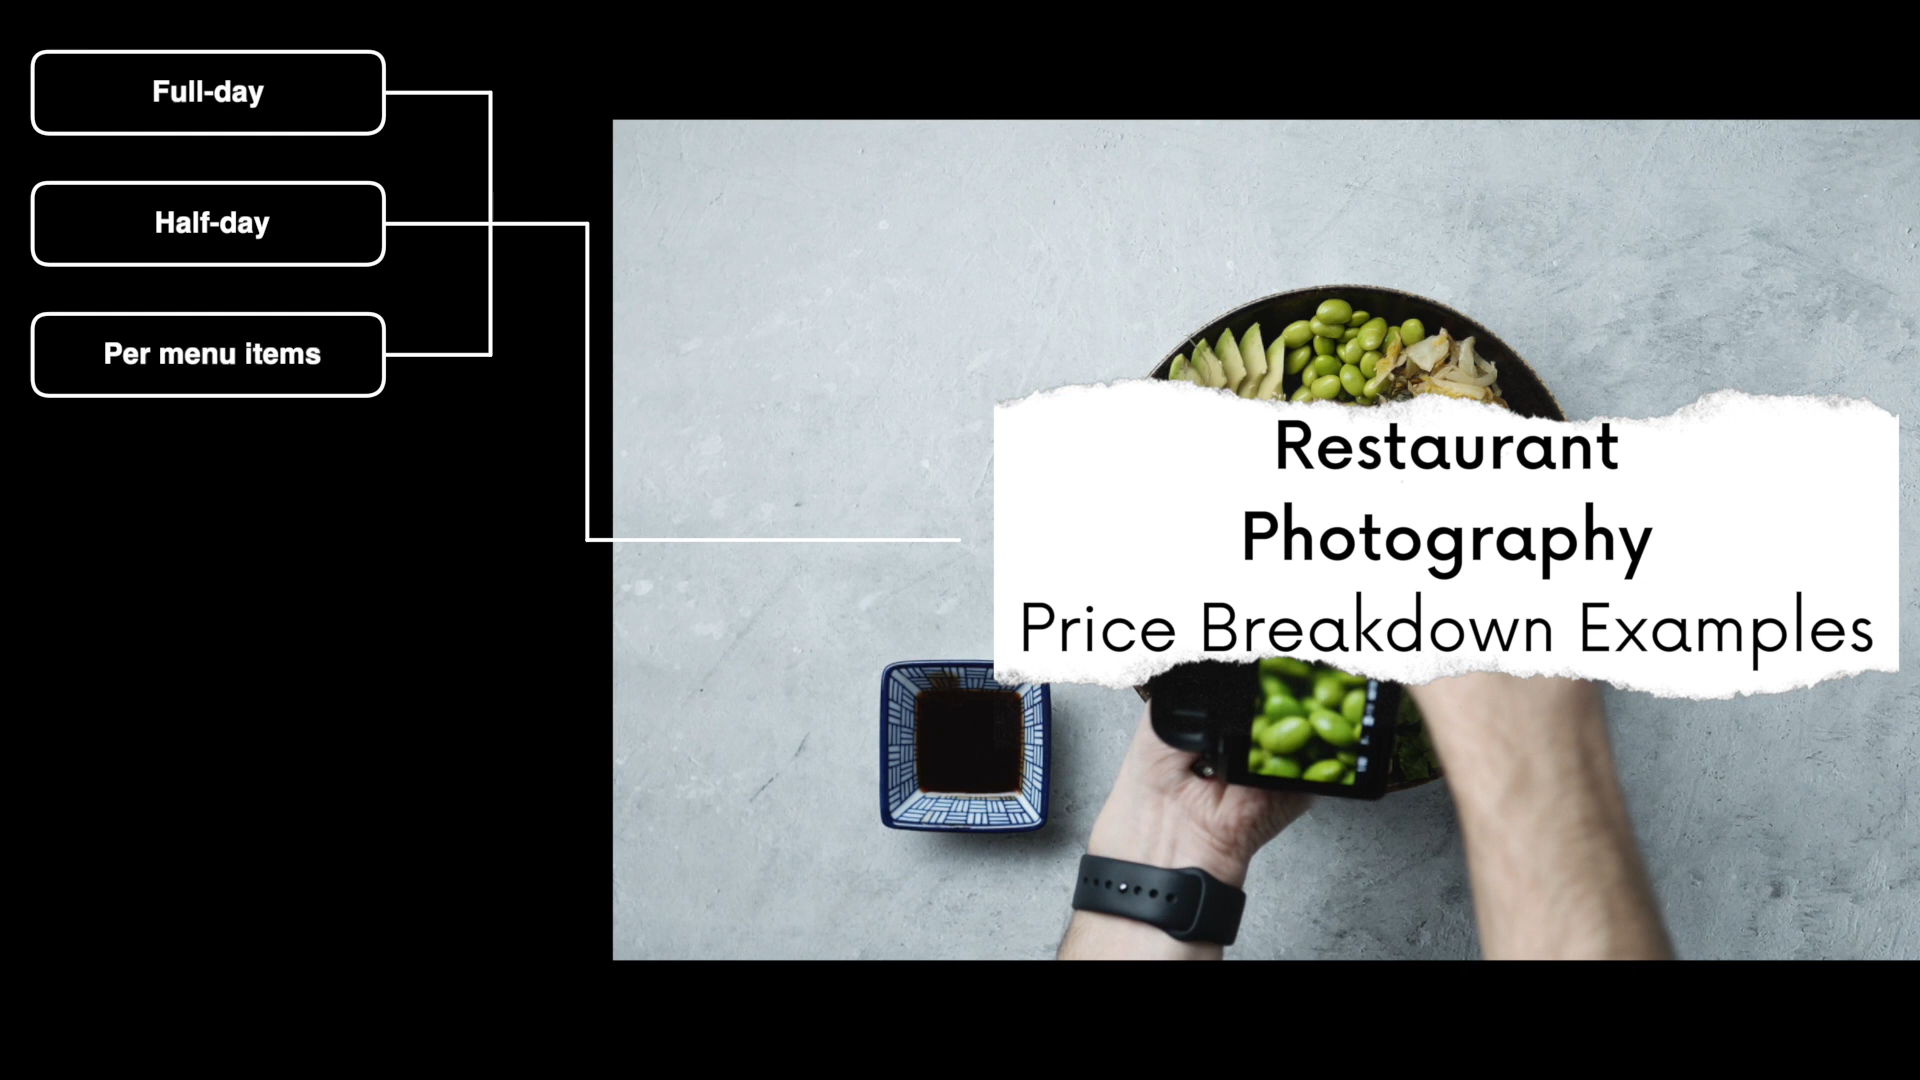 Full-day
Half-day
Per menu items
Restaurant
Photography
Price Breakdown Examples